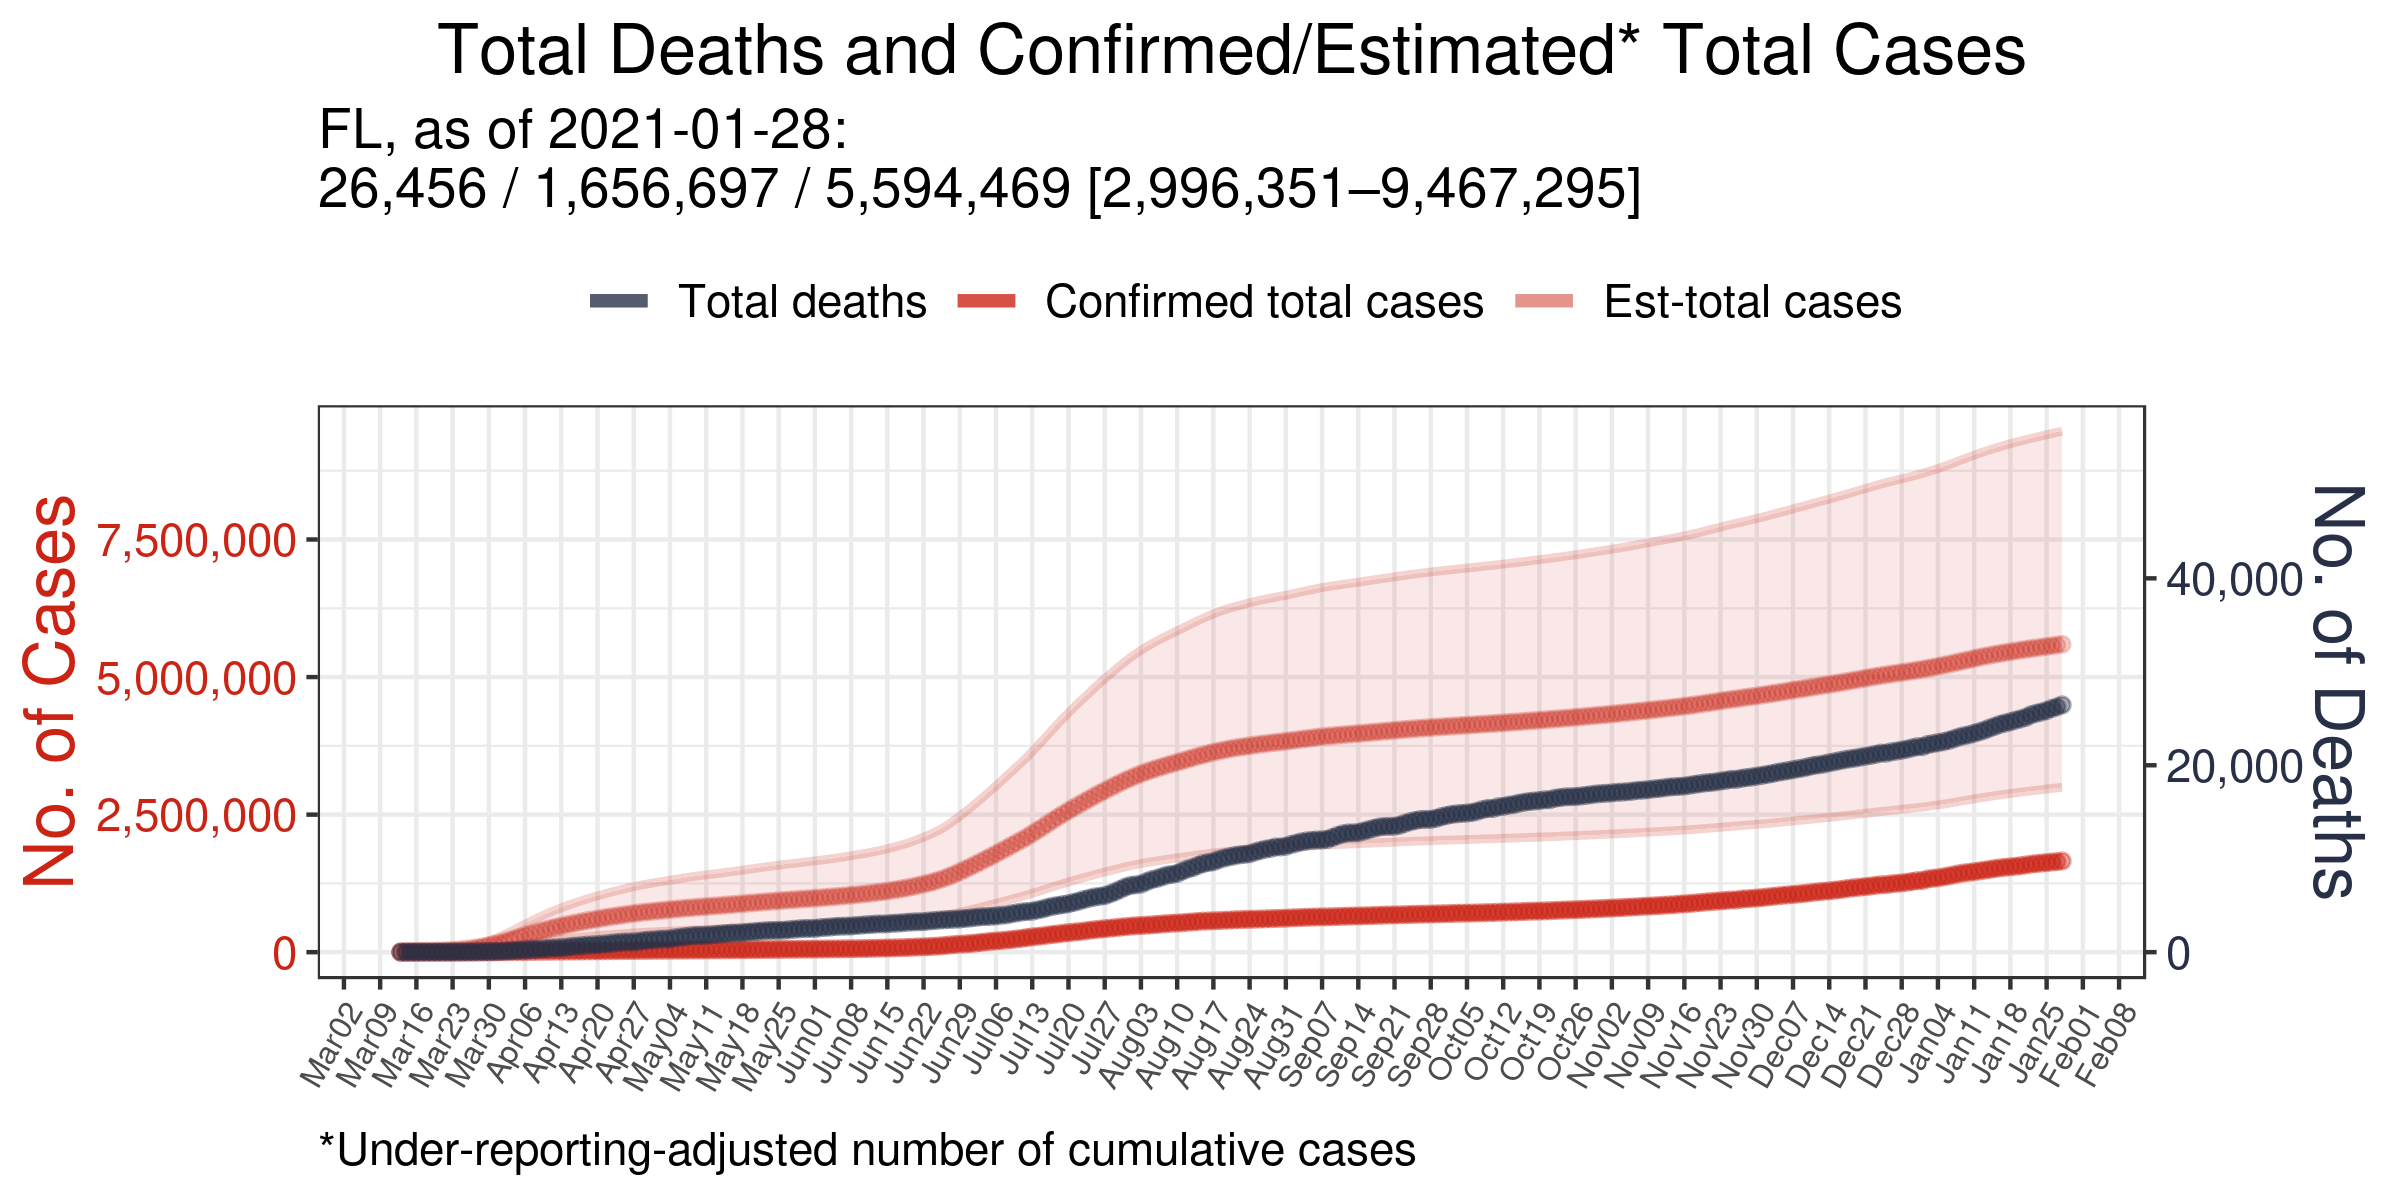 Total Deaths and Confirmed/Estimated* Total Cases
FL, as of 2021-01-28:
26,456 / 1,656,697 / 5,594,469 [2,996,351–9,467,295]
Total deaths
Confirmed total cases
Est-total cases
No. of Cases
7,500,000
5,000,000
2,500,000
0
40,000
20,000
0
No. of Deaths
Mar02
Mar09
Mar16
Mar23
Mar30
Apr06
Apr13
Apr20
Apr27
May04
May11
May18
May25
Jun01
Jun08
Jun15
Jun22
Jun29
Jul06
Jul13
Jul20
Jul27
Aug03
Aug10
Aug17
Aug24
Aug31
Sep07
Sep14
Sep21
Sep28
Oct05
Oct12
Oct19
Oct26
Nov02
Nov09
Nov16
Nov23
Nov30
Dec07
Dec14
Dec21
Dec28
Jan04
Jan11
Jan18
Jan25
Feb01
Feb08
*Under-reporting-adjusted number of cumulative cases